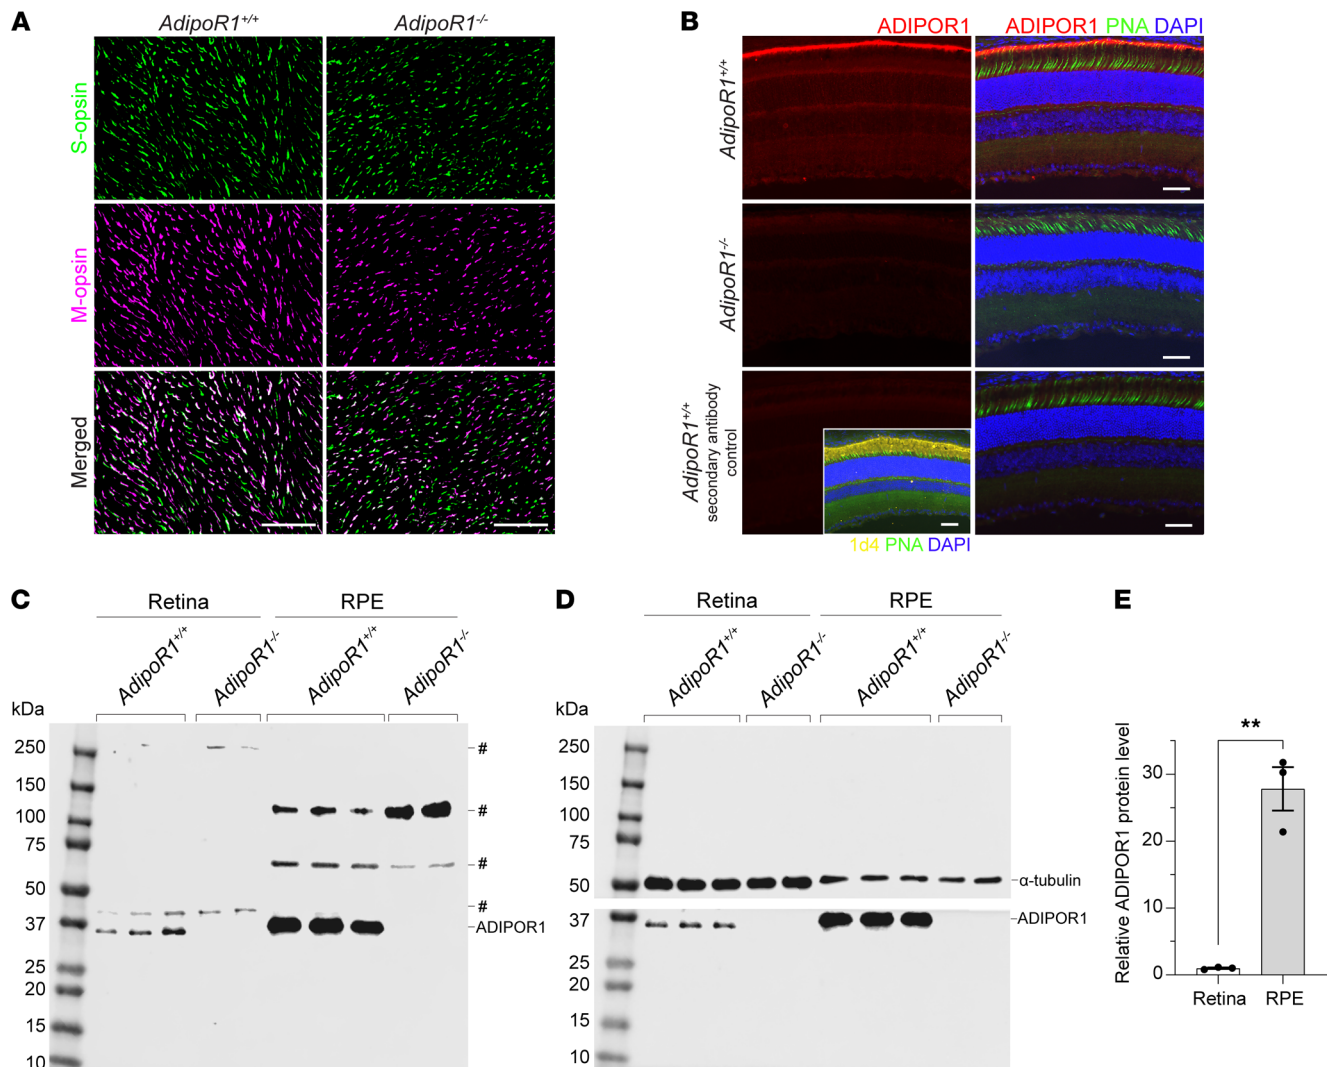 A
AdipoR1+/+
AdipoR1-/-
S-opsin
M-opsin
Merged
B
ADIPOR1
ADIPOR1 PNA DAPI
AdipoR1+/+
AdipoR1-/-
AdipoR1+/+
secondary antibody
control
1d4 PNA DAPI
C
Retina
RPE
AdipoR1+/+
AdipoR1-/-
AdipoR1+/+
AdipoR1-/-
kDa
250
150
100
75
50
37
25
20
15
10
#
#
#
#
ADIPOR1
D
Retina
RPE
AdipoR1+/+
AdipoR1-/-
AdipoR1+/+
AdipoR1-/-
kDa
250
150
100
75
50
37
25
20
15
10
α-tubulin
ADIPOR1
E
**
Relative ADIPOR1 protein level
30
20
10
0
Retina
RPE